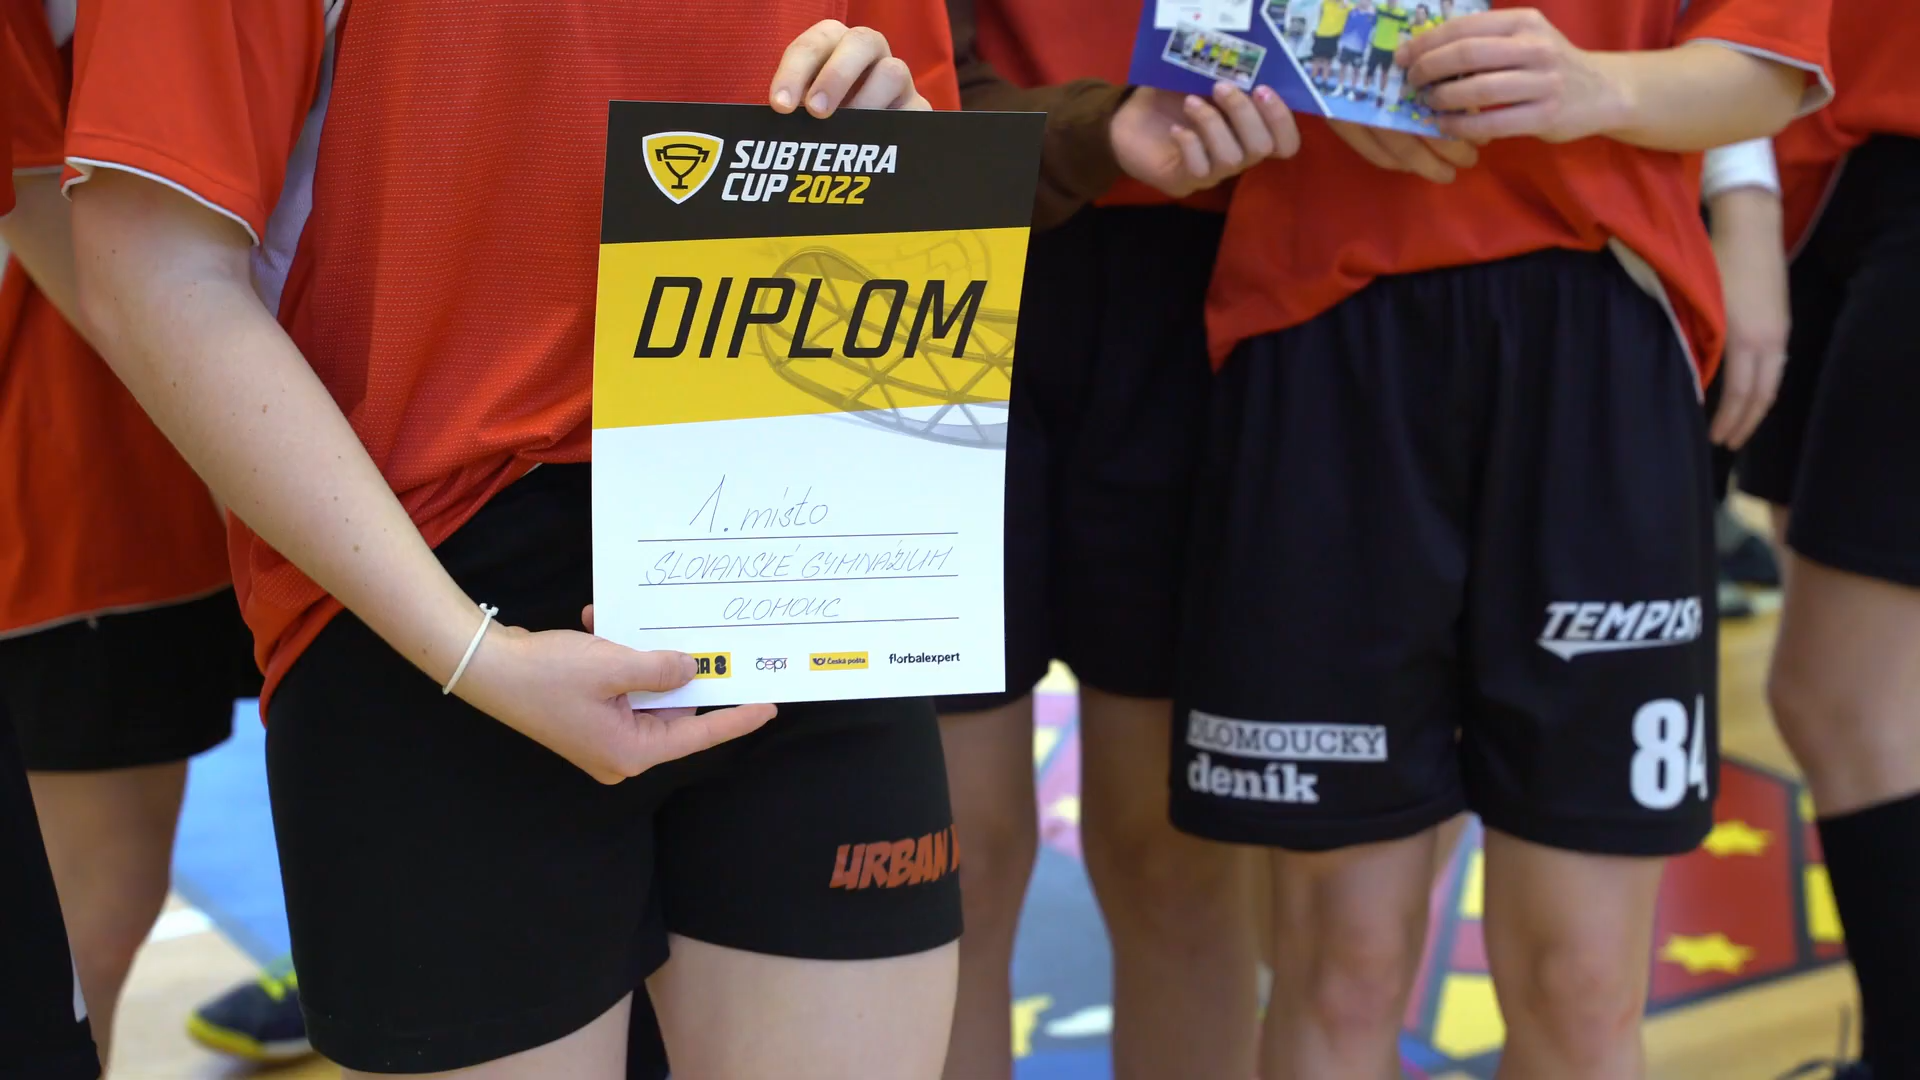 SUBTERRA
CUP 2022
DIPLOM
1. místo
SLOVANSKÉ GYMNÁZIUM
OLOMOUC
čeps
Česká pošta
florbalexpert
TEMPISH
OLOMOUCKÝ
deník
84
URBAN